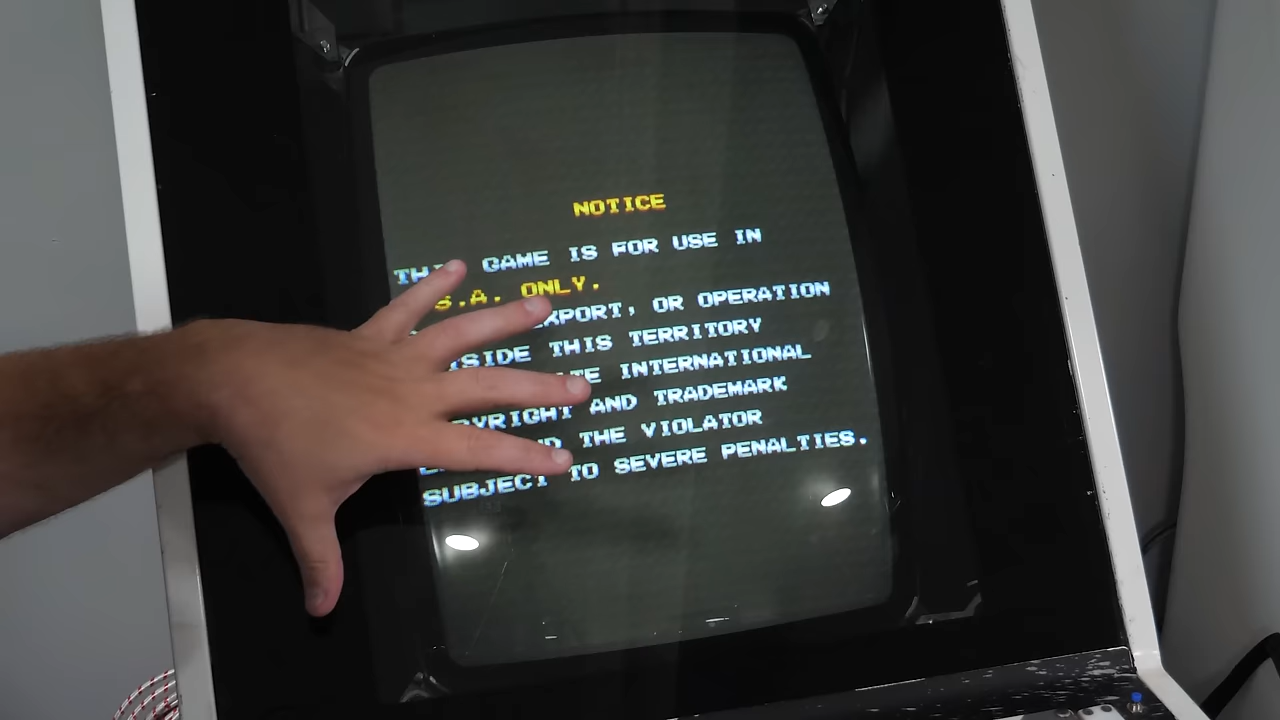 NOTICE
GAME IS FOR USE IN
S.A. ONLY.
EXPORT, OR OPERATION
THIS TERRITORY
INTERNATIONAL
AND TRADEMARK
THE VIOLATOR
SUBJECT TO SEVERE PENALTIES.